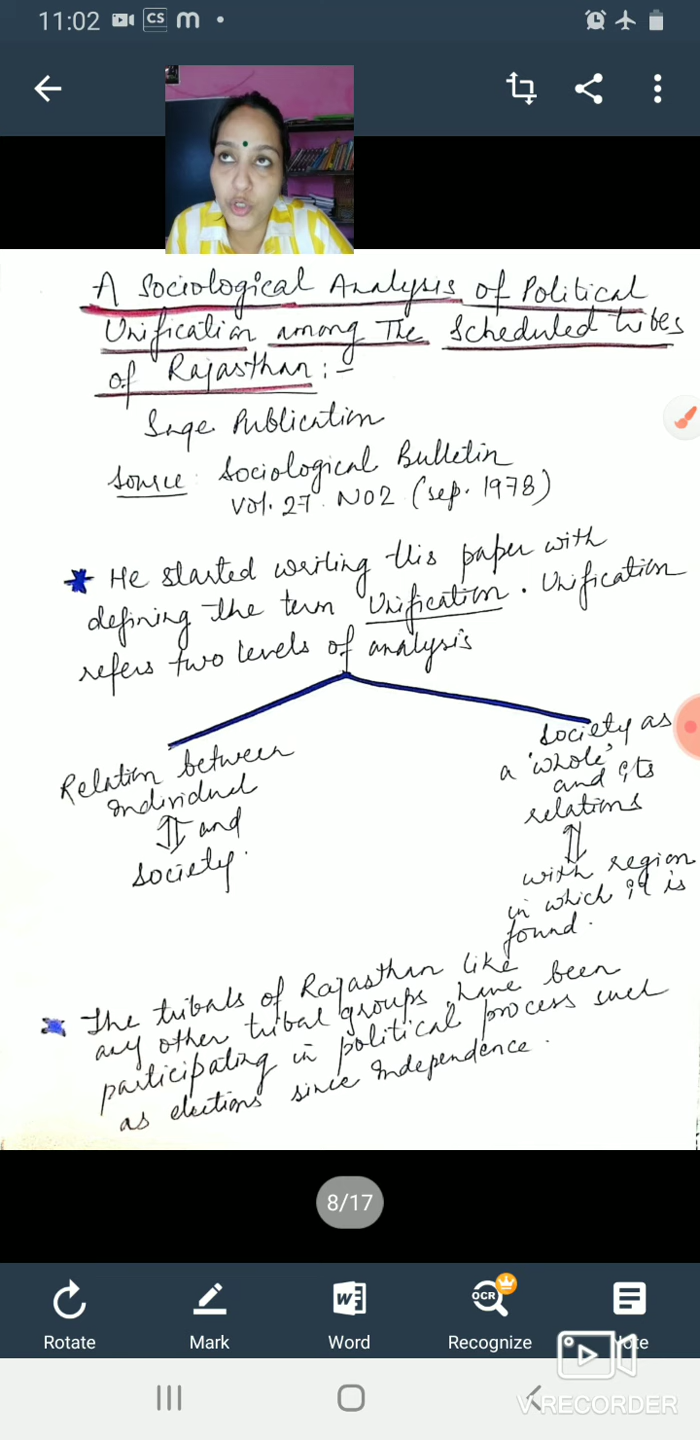 11:02
CS
m
A Sociological Analysis of Political
Unification among The Scheduled tribes
of Rajasthan :-
Sage Publication
Source: Sociological Bulletin
Vol. 27. NO2 (Sep. 1978)
* He started writing this paper with
defining the term Unification. Unification
refers two levels of analysis
Relation between
individual
and
society.
Society as
a 'whole'
and its
relations
with region
in which it is
found.
The tribals of Rajasthan like
any other tribal groups have been
participating in political process such
as elections since independence.
8/17
Rotate
Mark
Word
W
OCR
Recognize
Note
V RECORDER